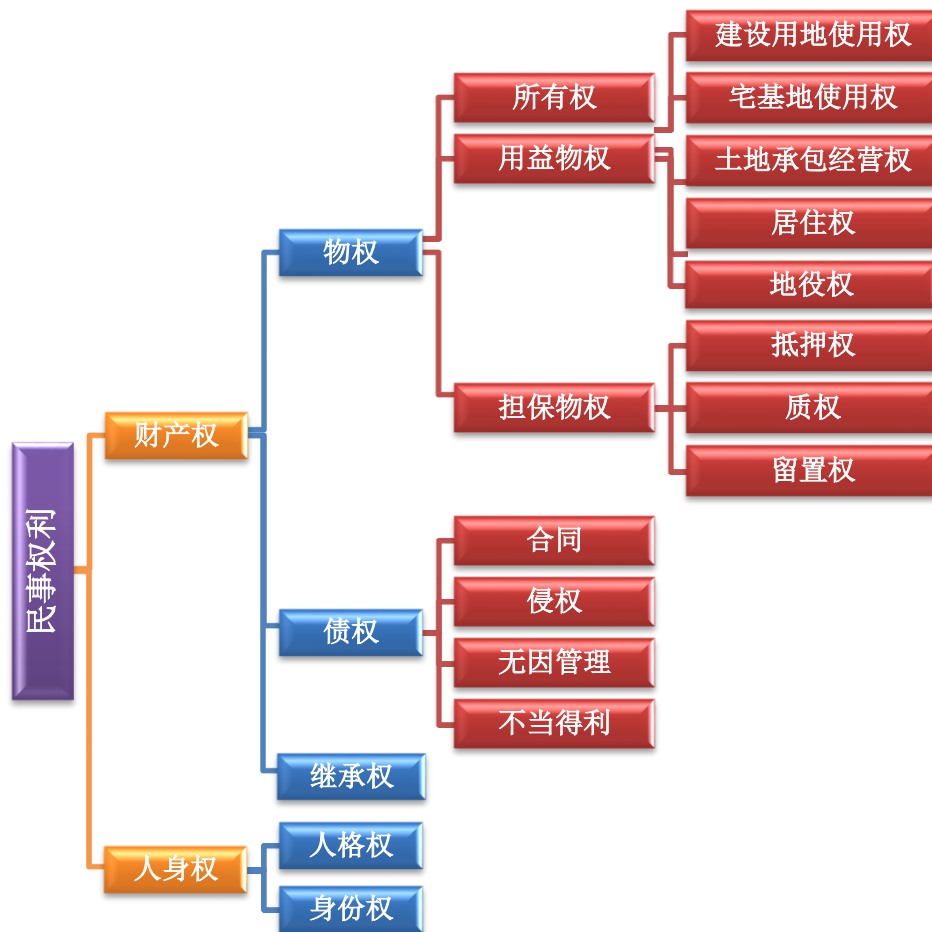 民事权利
财产权
物权
所有权
用益物权
建设用地使用权
宅基地使用权
土地承包经营权
居住权
地役权
担保物权
抵押权
质权
留置权
债权
合同
侵权
无因管理
不当得利
继承权
人身权
人格权
身份权